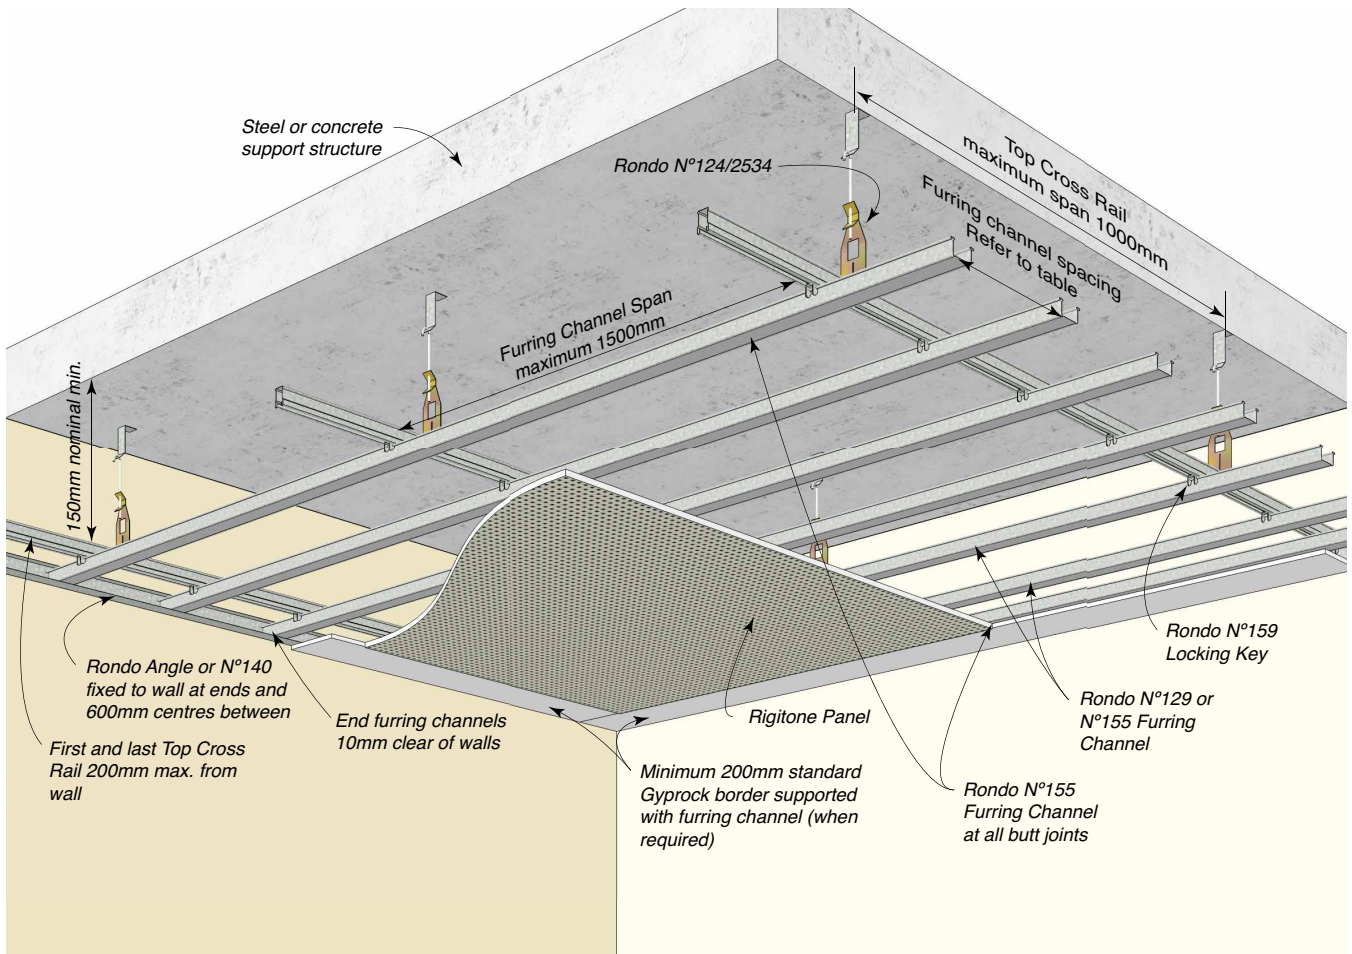 Steel or concrete
support structure
Rondo Nº124/2534
Top Cross Rail
maximum span 1000mm
Furring channel spacing
Refer to table
Furring Channel Span
maximum 1500mm
150mm nominal min.
Rondo Angle or Nº140
fixed to wall at ends and
600mm centres between
First and last Top Cross
Rail 200mm max. from
wall
End furring channels
10mm clear of walls
Minimum 200mm standard
Gyprock border supported
with furring channel (when
required)
Rigitone Panel
Rondo Nº155
Furring Channel
at all butt joints
Rondo Nº129 or
Nº155 Furring
Channel
Rondo Nº159
Locking Key